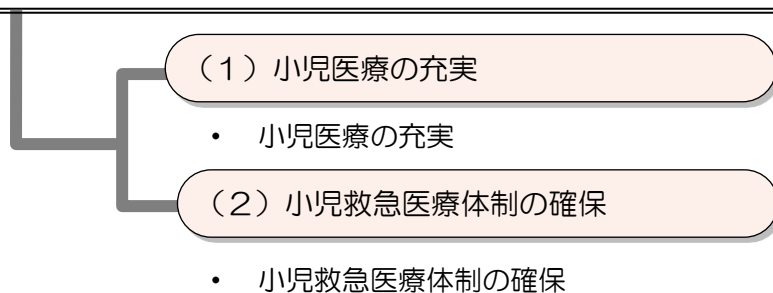 （１）小児医療の充実
• 小児医療の充実
（２）小児救急医療体制の確保
• 小児救急医療体制の確保